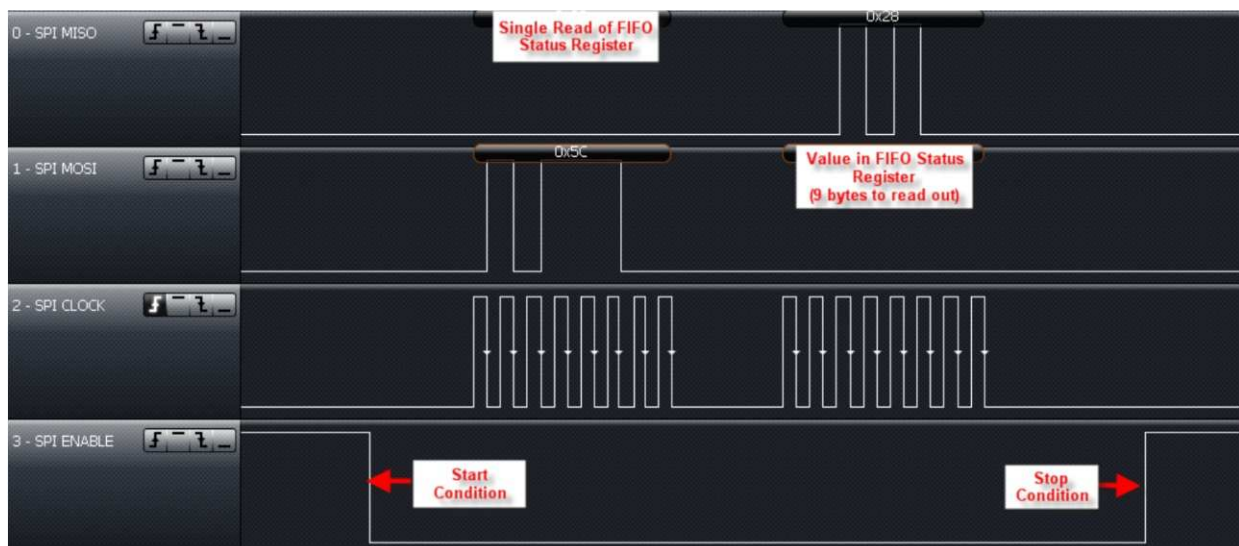 0 - SPI MISO
Single Read of FIFO
Status Register
0x28
1 - SPI MOSI
0x5C
Value in FIFO Status
Register
(9 bytes to read out)
2 - SPI CLOCK
3 - SPI ENABLE
Start
Condition
Stop
Condition